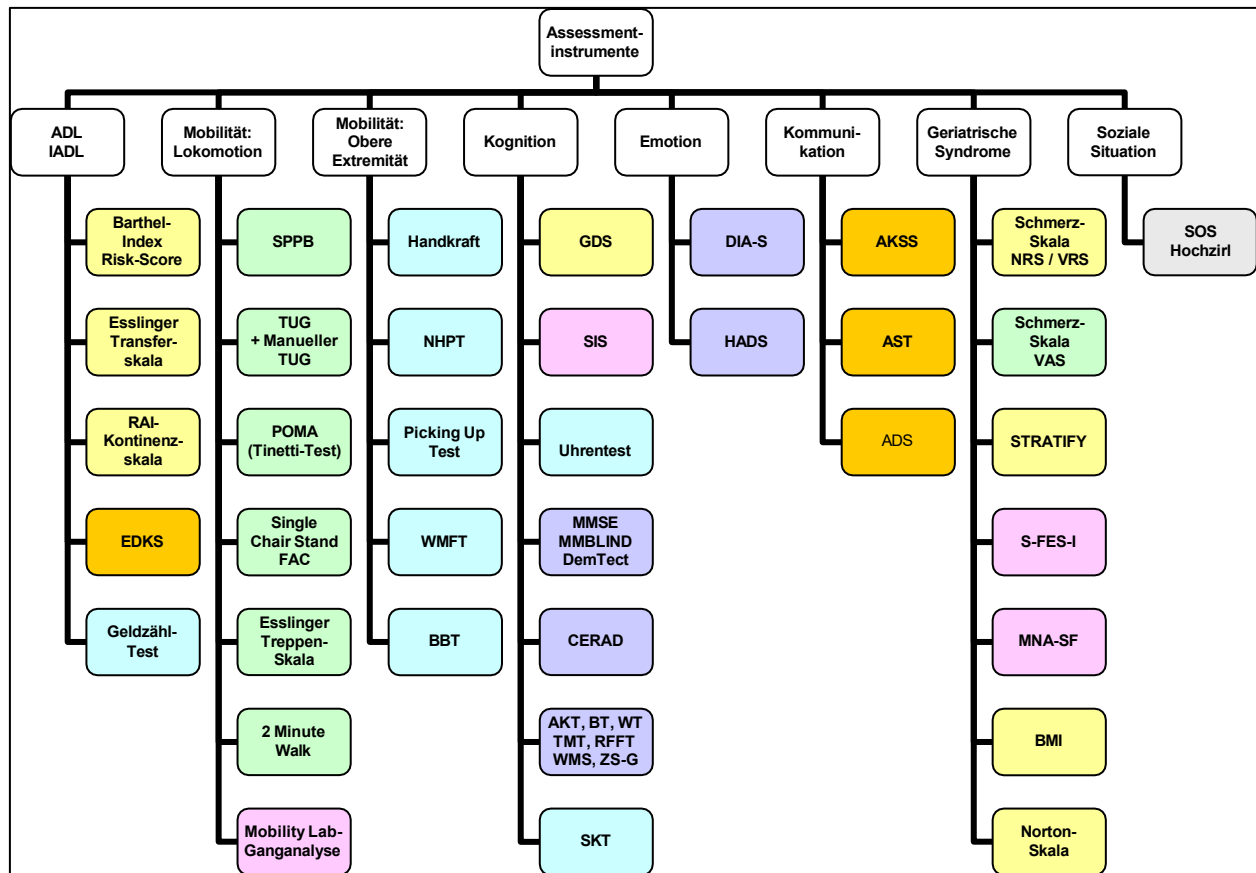 Assessment-
instrumente
ADL
IADL
Mobilität:
Lokomotion
Mobilität:
Obere
Extremität
Kognition
Emotion
Kommuni-
kation
Geriatrische
Syndrome
Soziale
Situation
Barthel-
Index
Risk-Score
Esslinger
Transfer-
skala
RAI-
Kontinenz-
skala
EDKS
Geldzähl-
Test
SPPB
TUG
+ Manueller
TUG
POMA
(Tinetti-Test)
Single
Chair Stand
FAC
Esslinger
Treppen-
Skala
2 Minute
Walk
Mobility Lab-
Ganganalyse
Handkraft
NHPT
Picking Up
Test
WMFT
BBT
GDS
SIS
Uhrentest
MMSE
MMBLIND
DemTect
CERAD
AKT, BT, WT
TMT, RFFT
WMS, ZS-G
SKT
DIA-S
HADS
AKSS
AST
ADS
Schmerz-
Skala
NRS / VRS
Schmerz-
Skala
VAS
STRATIFY
S-FES-I
MNA-SF
BMI
Norton-
Skala
SOS
Hochzirl